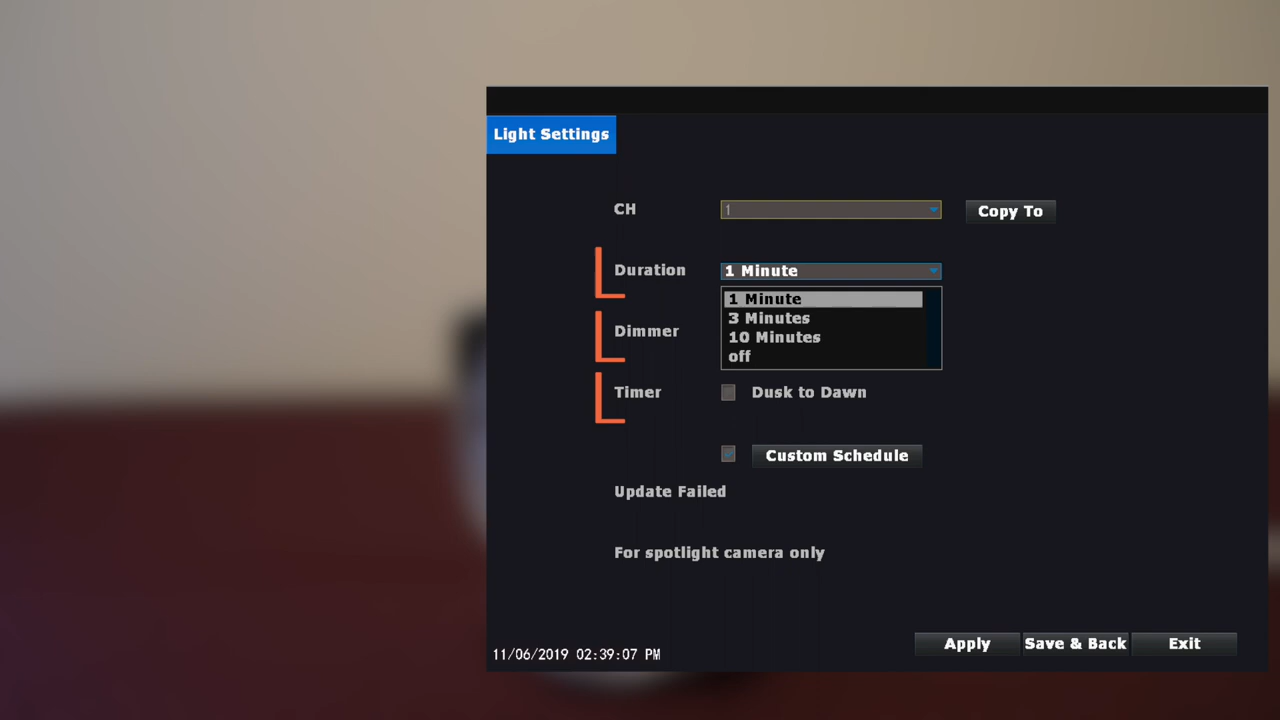 Light Settings
CH 1 Copy To
Duration 1 Minute
1 Minute
3 Minutes
Dimmer
10 Minutes
off
Timer Dusk to Dawn
Custom Schedule
Update Failed
For spotlight camera only
11/06/2019 02:39:07 PM
Apply Save & Back Exit